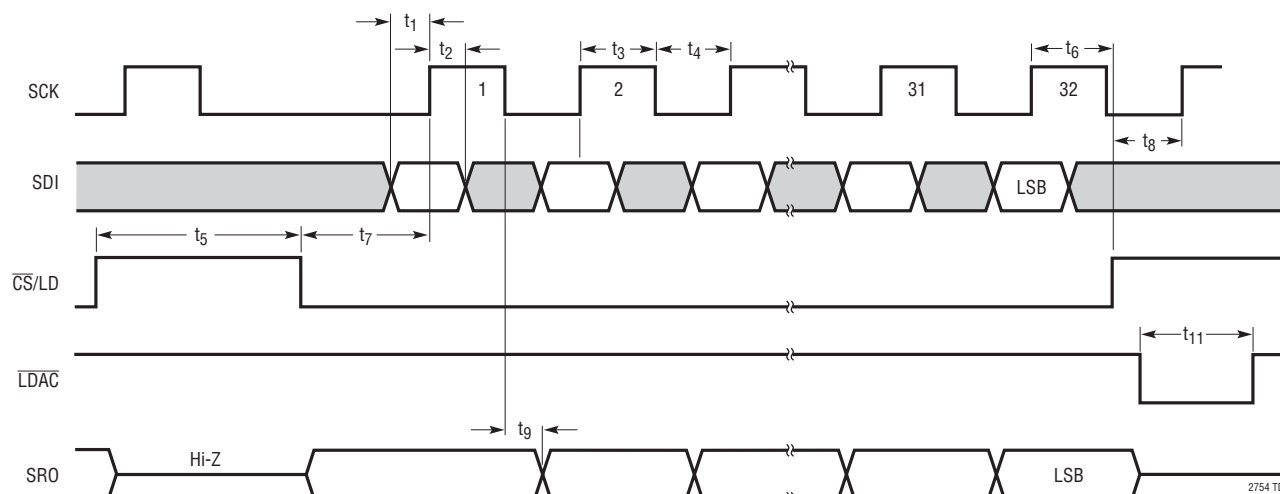 t1
t2
t3
t4
t6
SCK
1
2
31
32
t8
SDI
LSB
t5
t7
CS/LD
t11
LDAC
t9
Hi-Z
SRO
LSB
2754